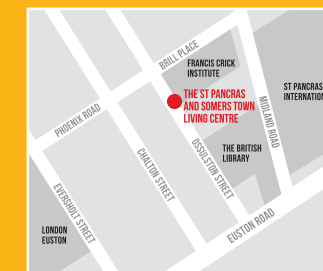 BRILL PLACE
FRANCIS CRICK
INSTITUTE
THE ST PANCRAS
AND SOMERS TOWN
LIVING CENTRE
ST PANCRAS
MIDLAND ROAD
PHOENIX ROAD
OSSULSTON STREET
THE BRITISH
LIBRARY
CHALTON STREET
EVERSHOLT STREET
EUSTON ROAD
LONDON
EUSTON